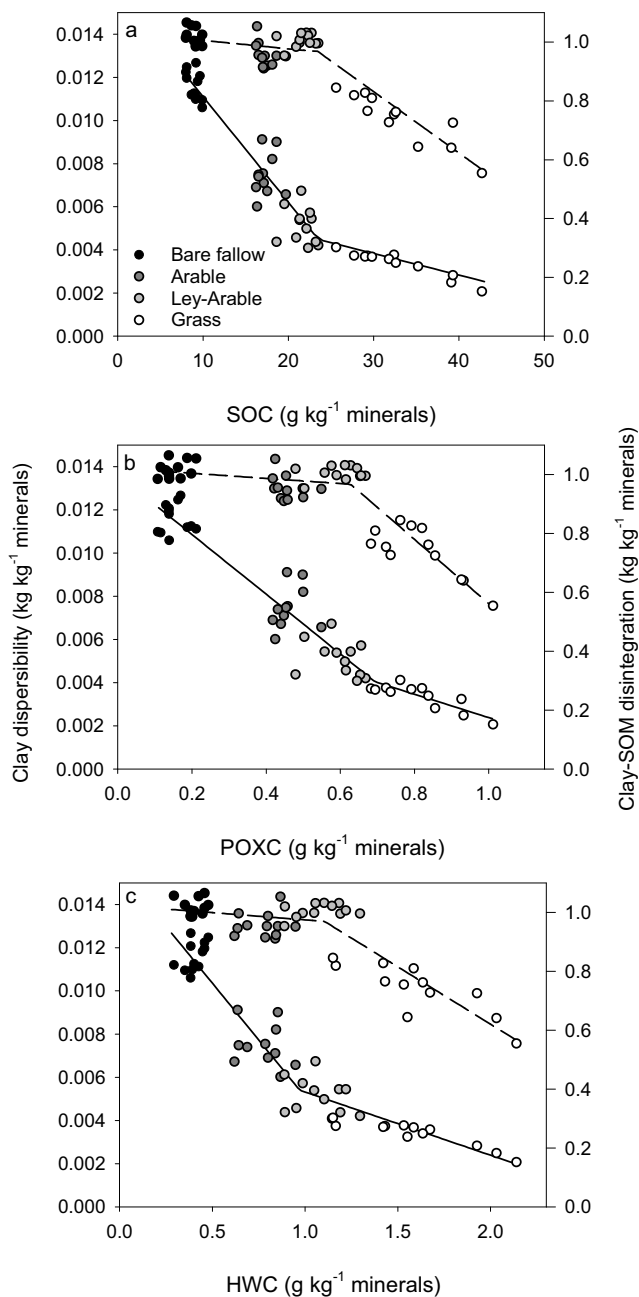 a
0.014
0.012
0.010
0.008
0.006
0.004
0.002
0.000
1.0
0.8
0.6
0.4
0.2
0.0
Bare fallow
Arable
Ley-Arable
Grass
0 10 20 30 40 50
SOC (g kg-1 minerals)
b
0.014
0.012
0.010
0.008
0.006
0.004
0.002
0.000
1.0
0.8
0.6
0.4
0.2
0.0
Clay dispersibility (kg kg-1 minerals)
Clay-SOM disintegration (kg kg-1 minerals)
0.0 0.2 0.4 0.6 0.8 1.0
POXC (g kg-1 minerals)
c
0.014
0.012
0.010
0.008
0.006
0.004
0.002
0.000
1.0
0.8
0.6
0.4
0.2
0.0
0.0 0.5 1.0 1.5 2.0
HWC (g kg-1 minerals)